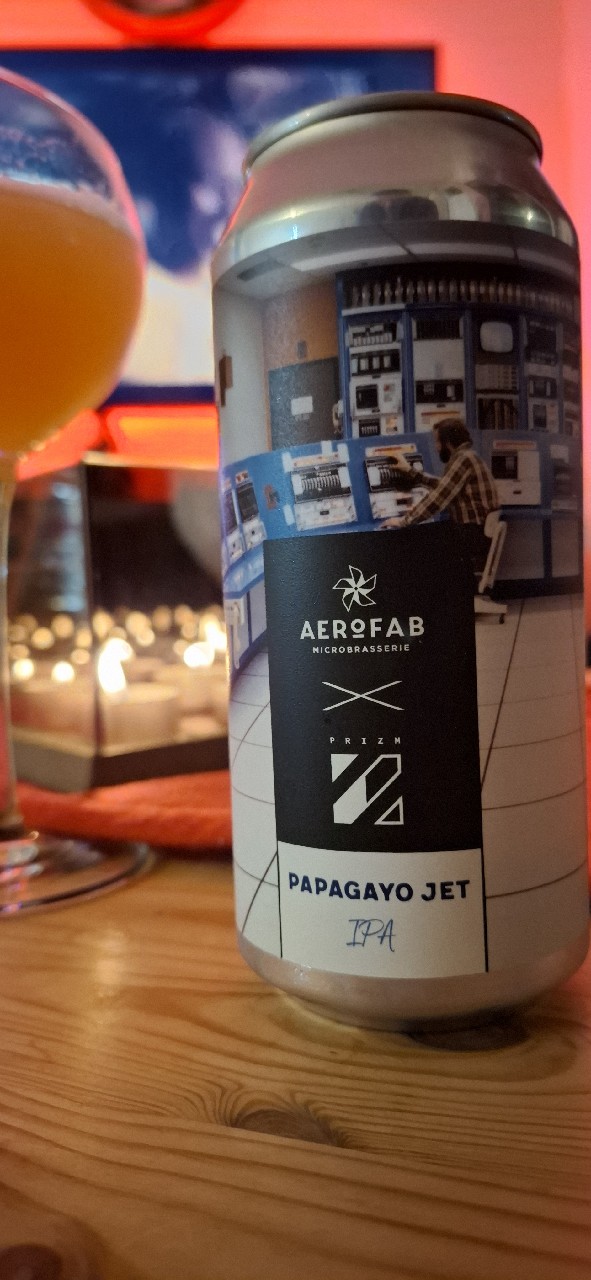 AEROFAB
MICROBRASSERIE
PRIZM
PAPAGAYO JET
IPA